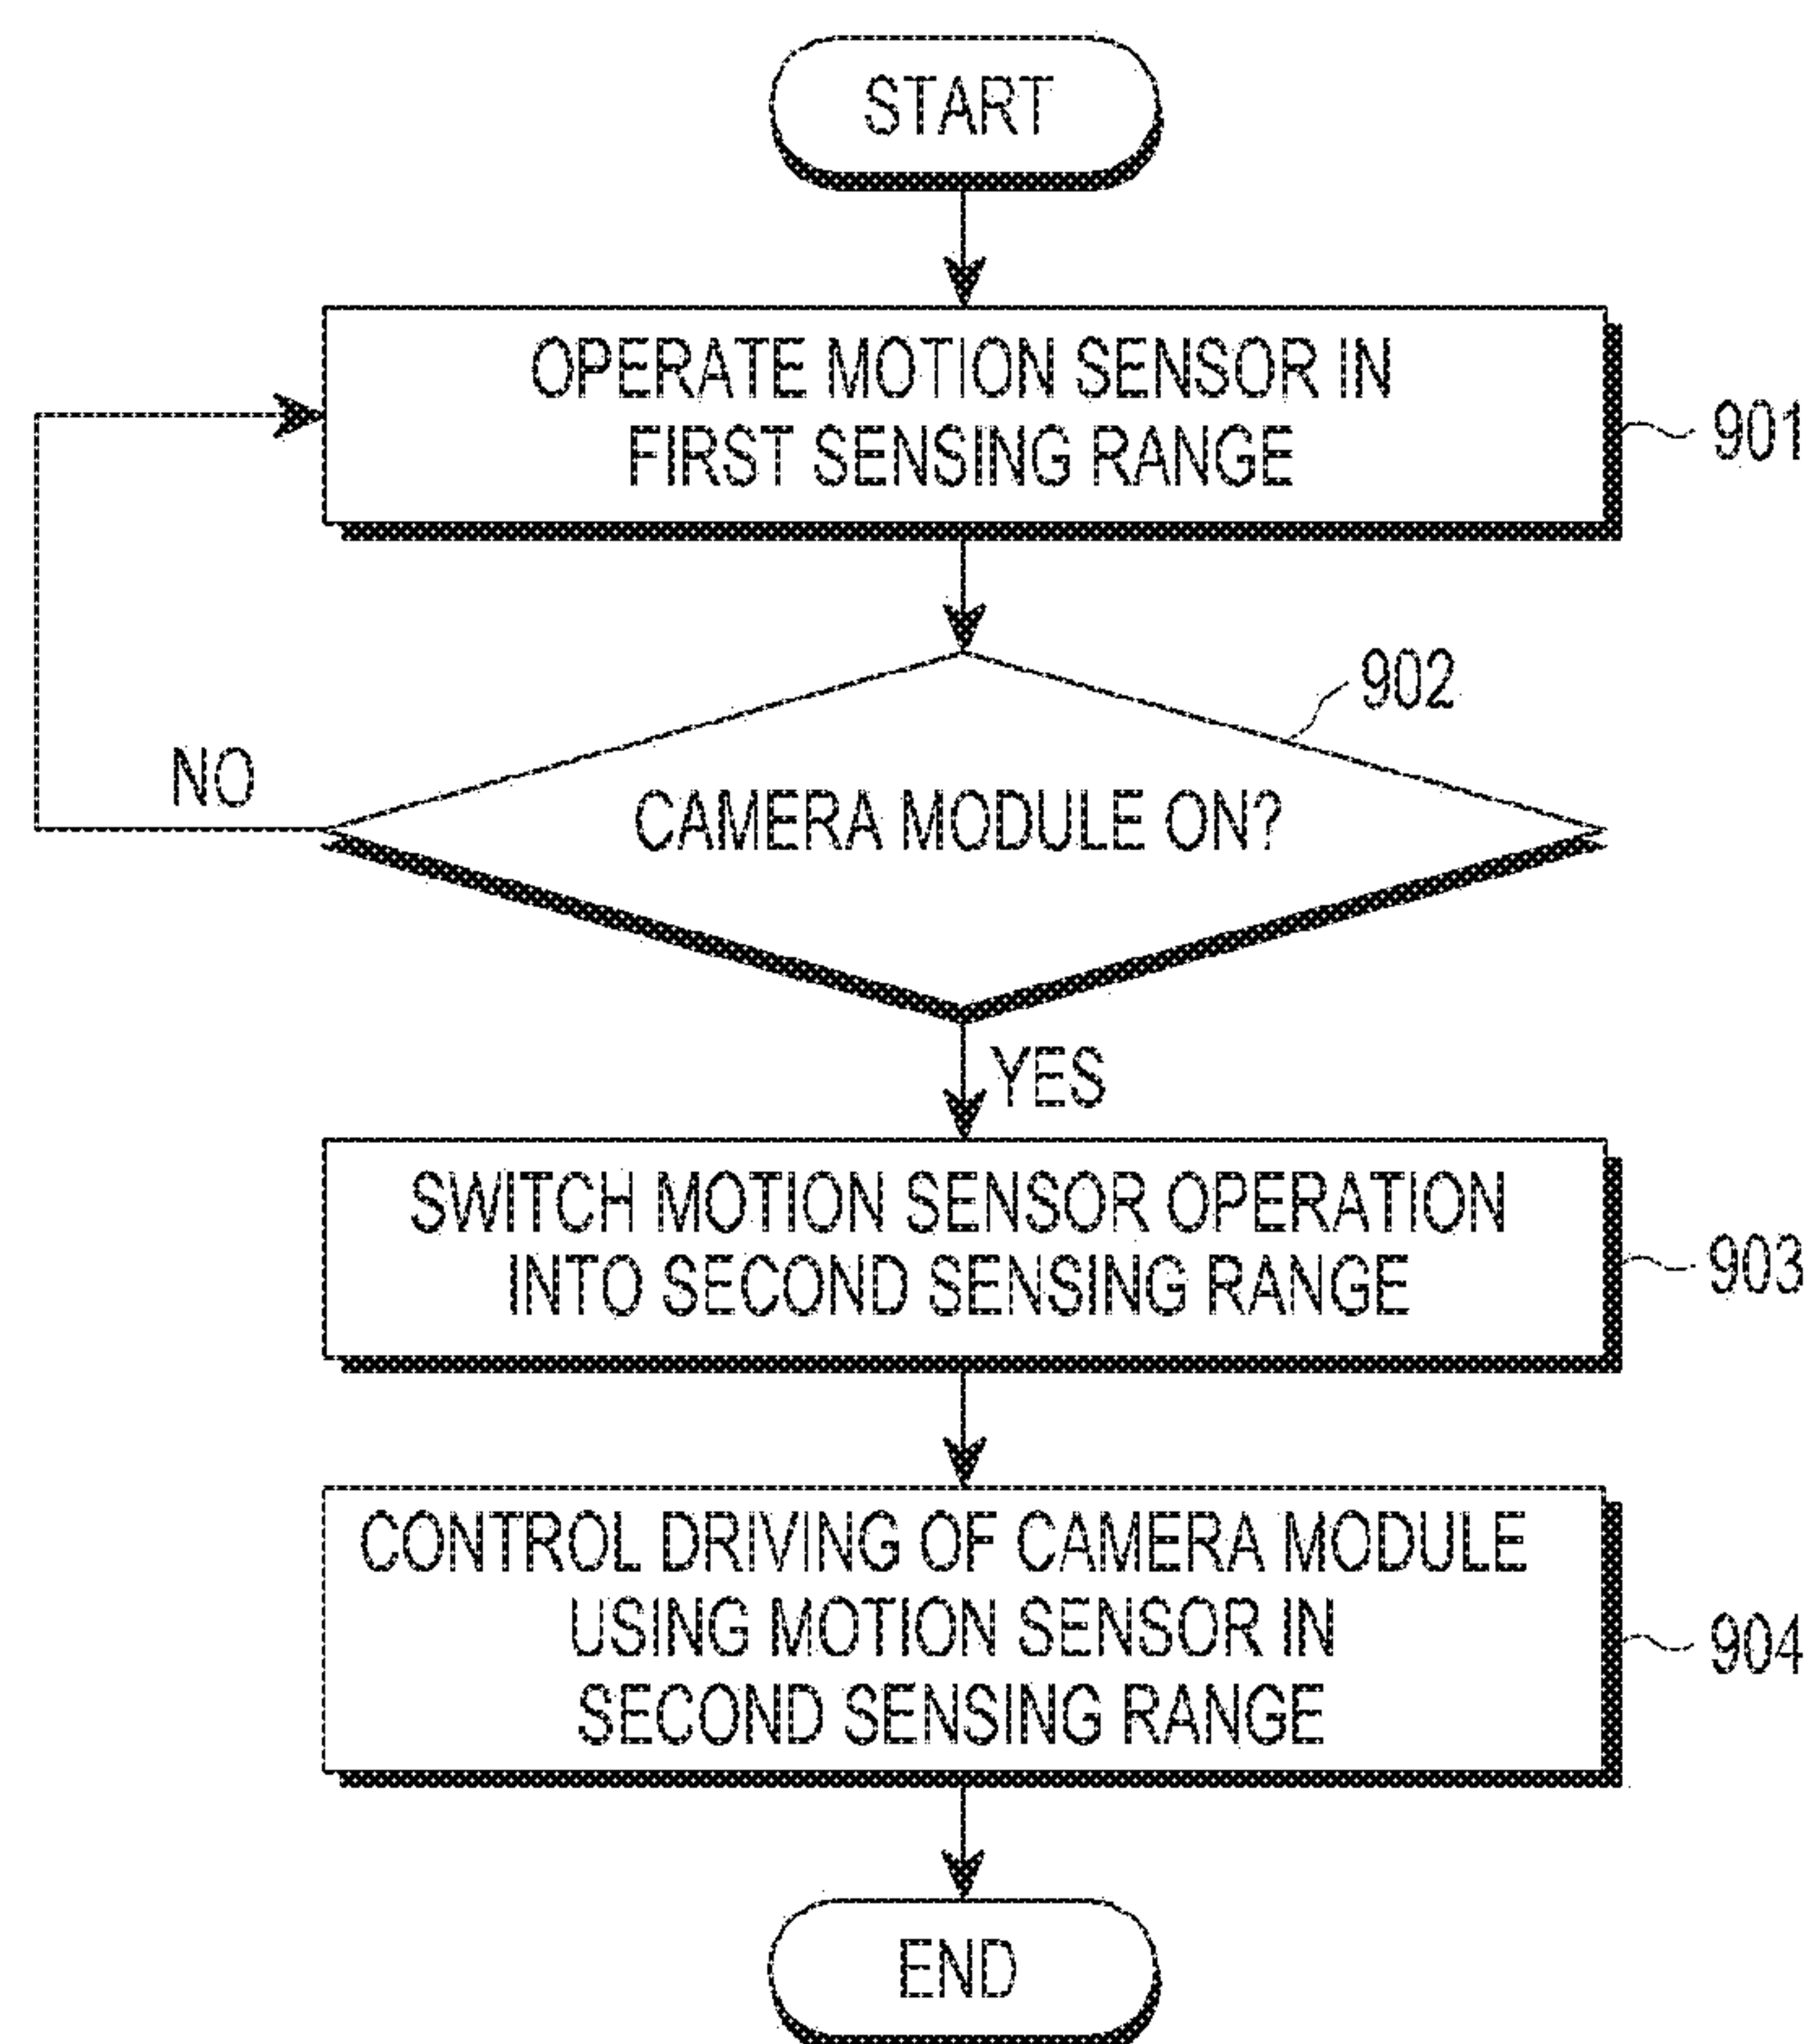 START
OPERATE MOTION SENSOR IN
FIRST SENSING RANGE
901
902
CAMERA MODULE ON?
NO
YES
SWITCH MOTION SENSOR OPERATION
INTO SECOND SENSING RANGE
903
CONTROL DRIVING OF CAMERA MODULE
USING MOTION SENSOR IN
SECOND SENSING RANGE
904
END